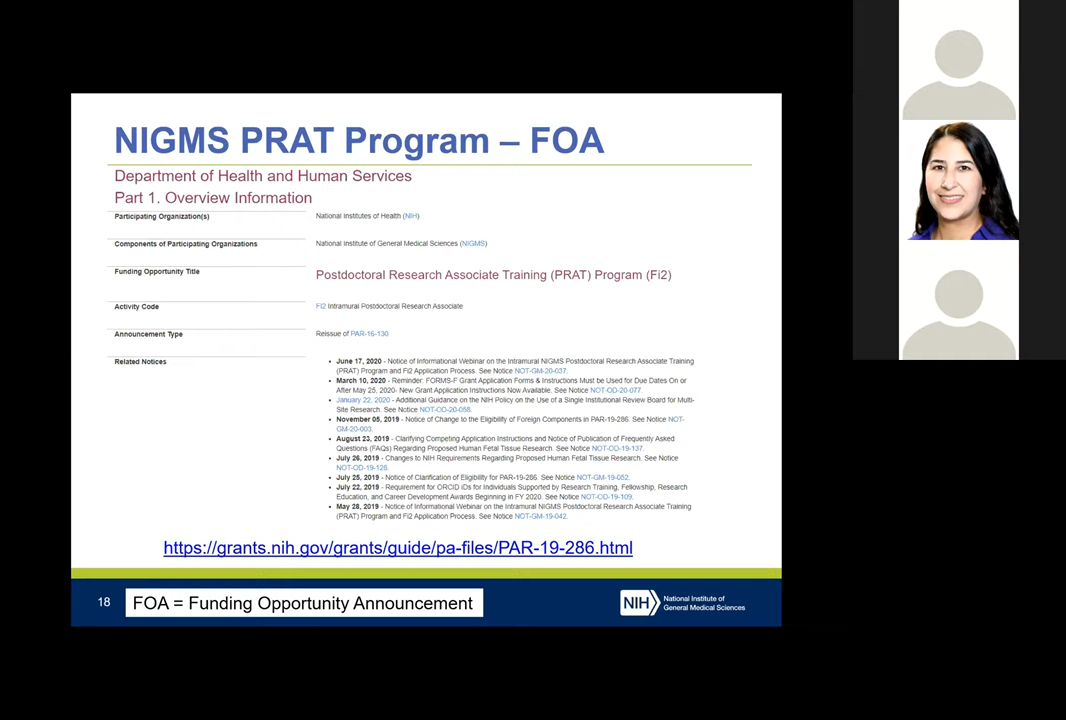 NIGMS PRAT Program – FOA
Department of Health and Human Services
Part 1. Overview Information
Participating Organization(s)
National Institutes of Health (NIH)
Components of Participating Organizations
National Institute of General Medical Sciences (NIGMS)
Funding Opportunity Title
Postdoctoral Research Associate Training (PRAT) Program (Fi2)
Activity Code
Fi2 Intramural Postdoctoral Research Associate
Announcement Type
Reissue of PAR-16-130
Related Notices
• June 17, 2020 - Notice of Informational Webinar on the Intramural NIGMS Postdoctoral Research Associate Training
(PRAT) Program and Fi2 Application Process. See Notice NOT-GM-20-037.
• March 10, 2020 - Reminder: FORMS-F Grant Application Forms & Instructions Must be Used for Due Dates On or
After May 25, 2020- New Grant Application Instructions Now Available. See Notice NOT-OD-20-077.
• January 22, 2020 - Additional Guidance on the NIH Policy on the Use of a Single Institutional Review Board for Multi-
Site Research. See Notice NOT-OD-20-058.
• November 05, 2019 - Notice of Change to the Eligibility of Foreign Components in PAR-19-286. See Notice NOT-
GM-20-003.
• August 23, 2019 - Clarifying Competing Application Instructions and Notice of Publication of Frequently Asked
Questions (FAQs) Regarding Proposed Human Fetal Tissue Research. See Notice NOT-OD-19-137.
• July 26, 2019 - Changes to NIH Requirements Regarding Proposed Human Fetal Tissue Research. See Notice
NOT-OD-19-128.
• July 25, 2019 - Notice of Clarification of Eligibility for PAR-19-286. See Notice NOT-GM-19-052.
• July 22, 2019 - Requirement for ORCID iDs for Individuals Supported by Research Training, Fellowship, Research
Education, and Career Development Awards Beginning in FY 2020. See Notice NOT-OD-19-109.
• May 28, 2019 - Notice of Informational Webinar on the Intramural NIGMS Postdoctoral Research Associate Training
(PRAT) Program and Fi2 Application Process. See Notice NOT-GM-19-042.
https://grants.nih.gov/grants/guide/pa-files/PAR-19-286.html
18
FOA = Funding Opportunity Announcement
NIH
National Institute of
General Medical Sciences